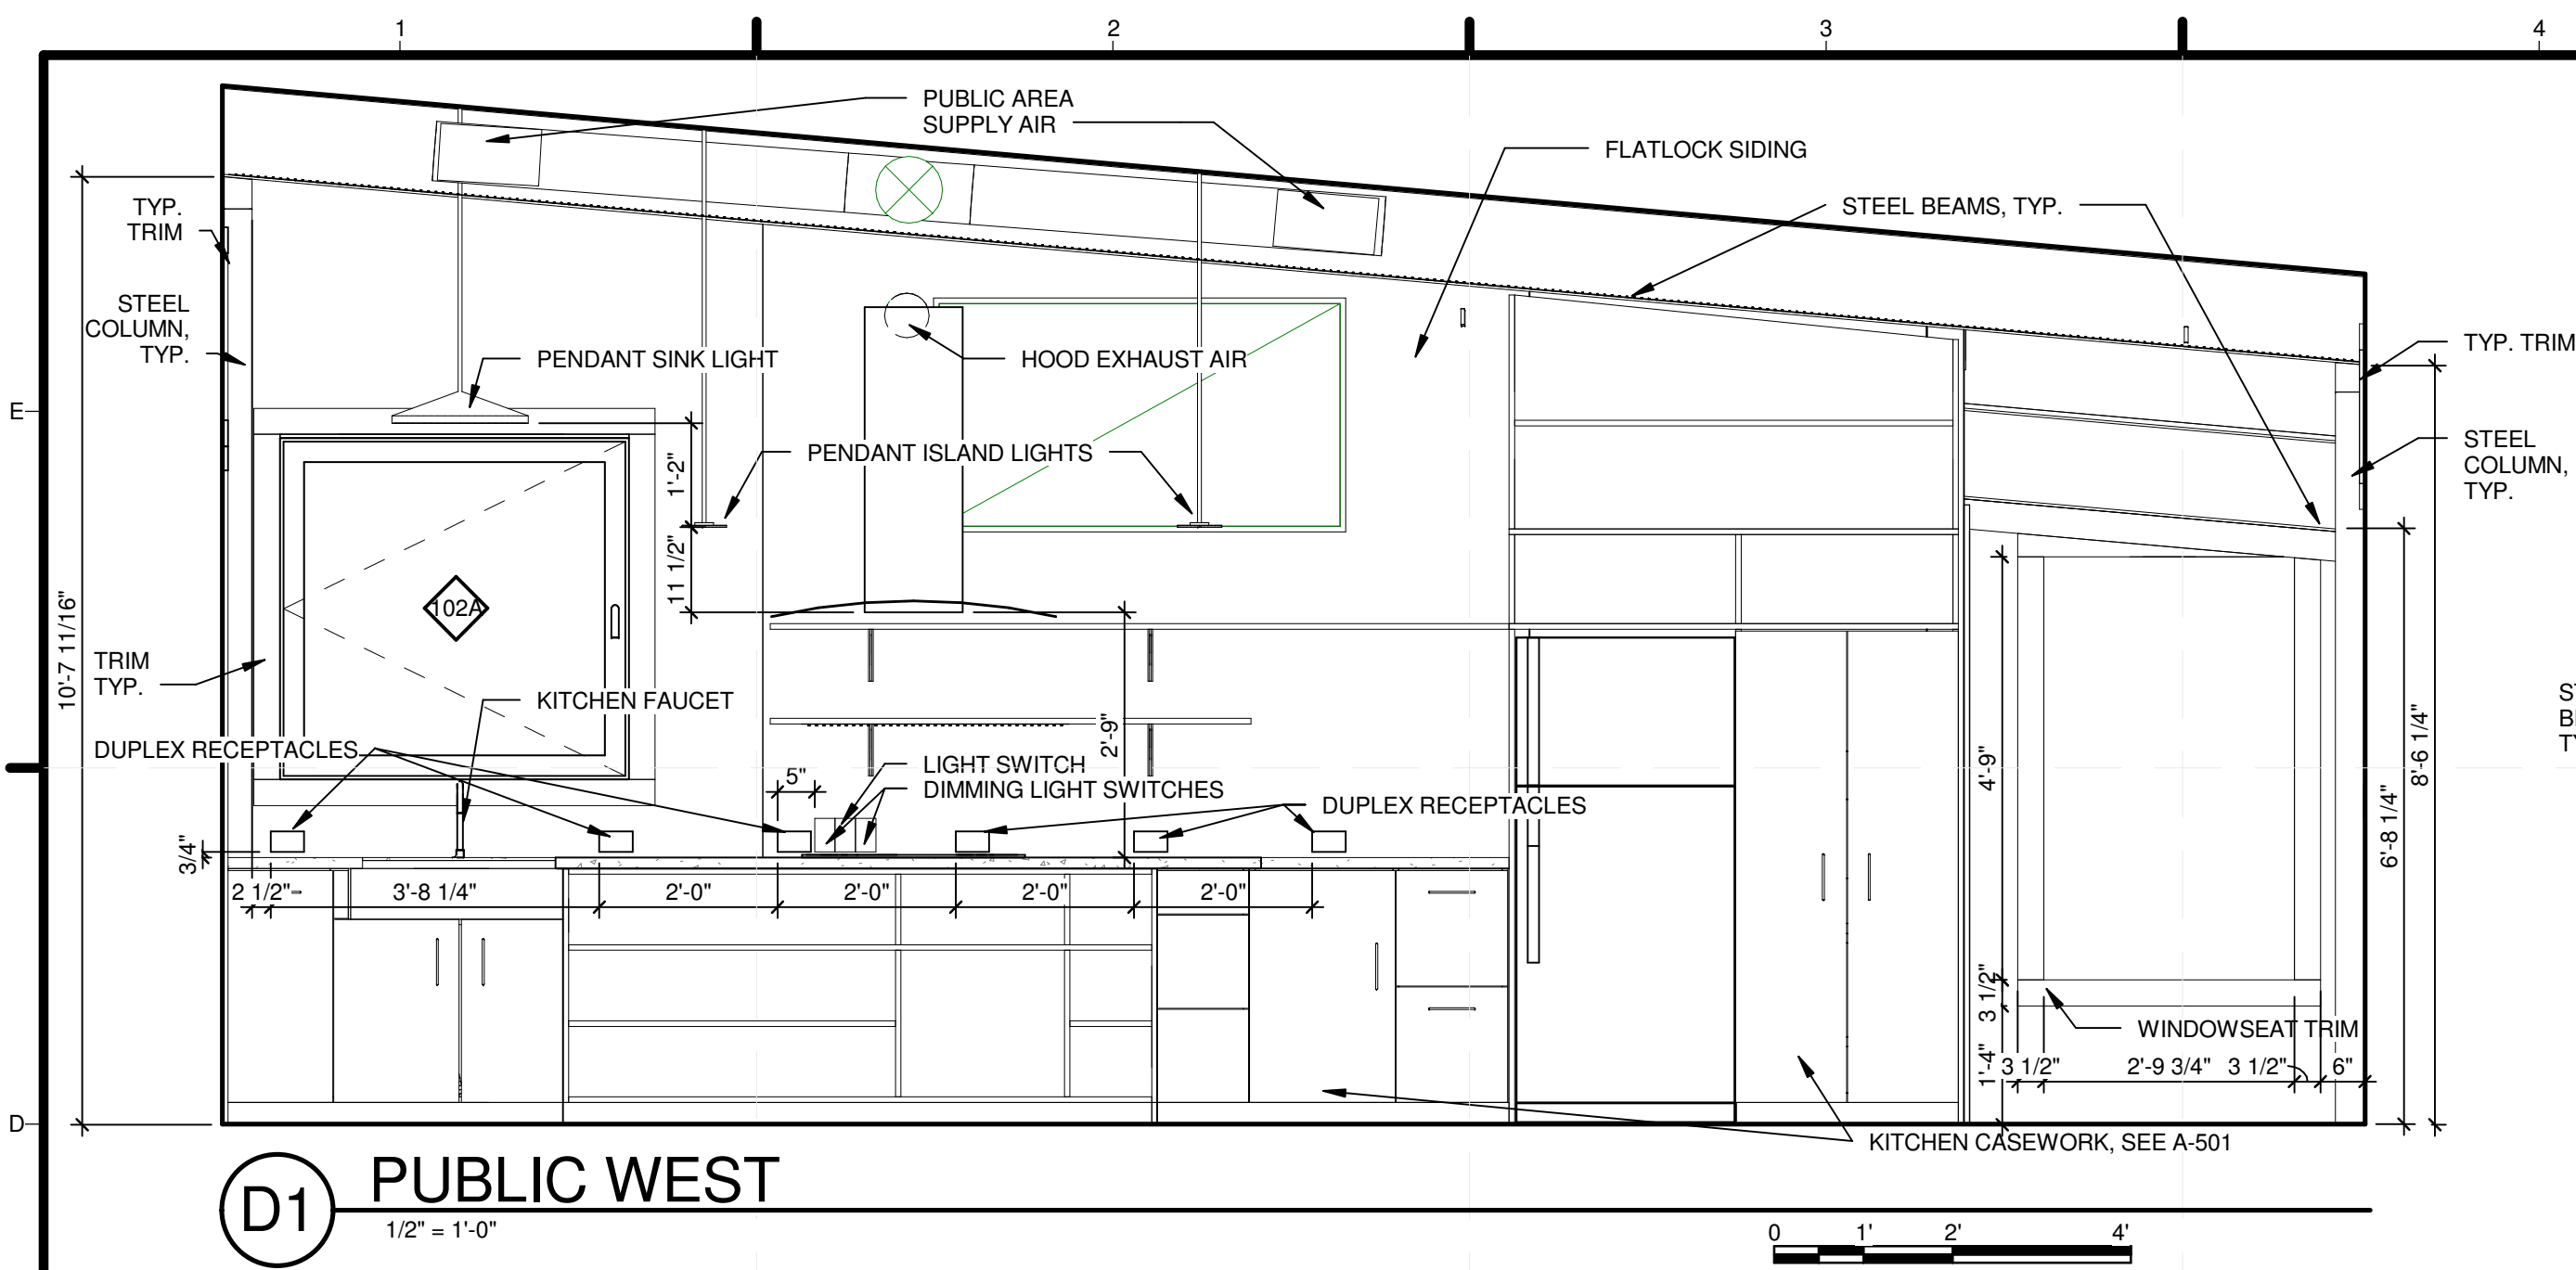 1
2
3
4
PUBLIC AREA
SUPPLY AIR
FLATLOCK SIDING
STEEL BEAMS, TYP.
TYP.
TRIM
STEEL
COLUMN,
TYP.
PENDANT SINK LIGHT
HOOD EXHAUST AIR
TYP. TRIM
E
PENDANT ISLAND LIGHTS
STEEL
COLUMN,
TYP.
1'-2"
11 1/2"
102A
10'-7 11/16"
TRIM
TYP.
KITCHEN FAUCET
DUPLEX RECEPTACLES
2'-9"
5"
LIGHT SWITCH
DIMMING LIGHT SWITCHES
DUPLEX RECEPTACLES
4'-9"
8'-6 1/4"
6'-8 1/4"
3/4"
2 1/2"
3'-8 1/4"
2'-0"
2'-0"
2'-0"
2'-0"
3 1/2"
WINDOWSEAT TRIM
1'-4"
3 1/2"
2'-9 3/4"
3 1/2"
6"
D
KITCHEN CASEWORK, SEE A-501
D1
PUBLIC WEST
1/2" = 1'-0"
0
1'
2'
4'